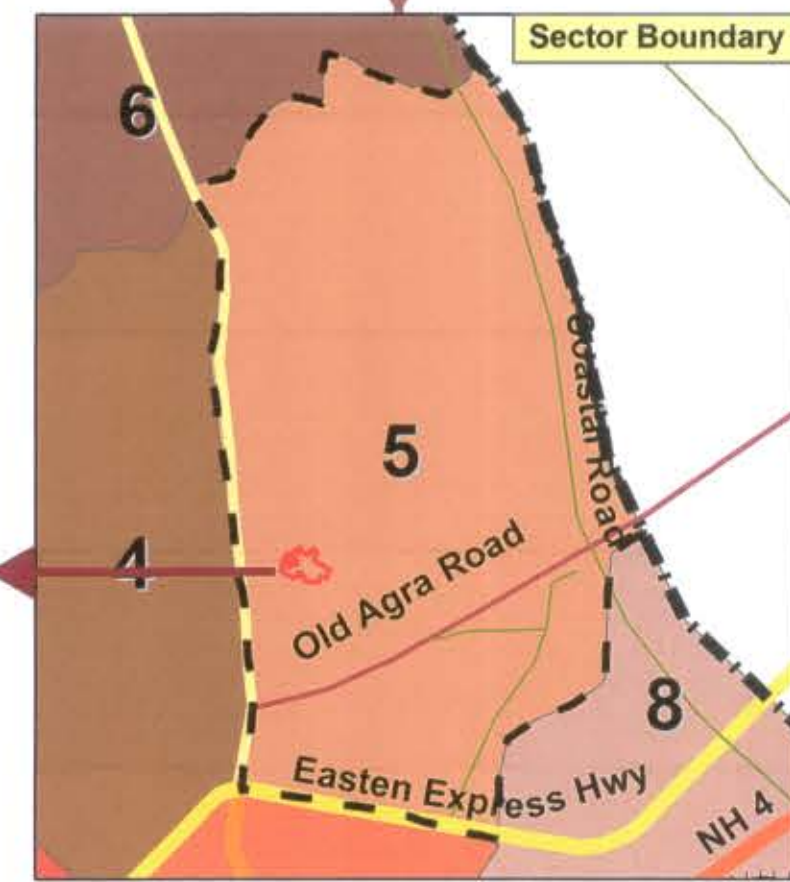 Sector Boundary
6
Coastal Road
5
4
Old Agra Road
8
Easten Express Hwy
NH 4